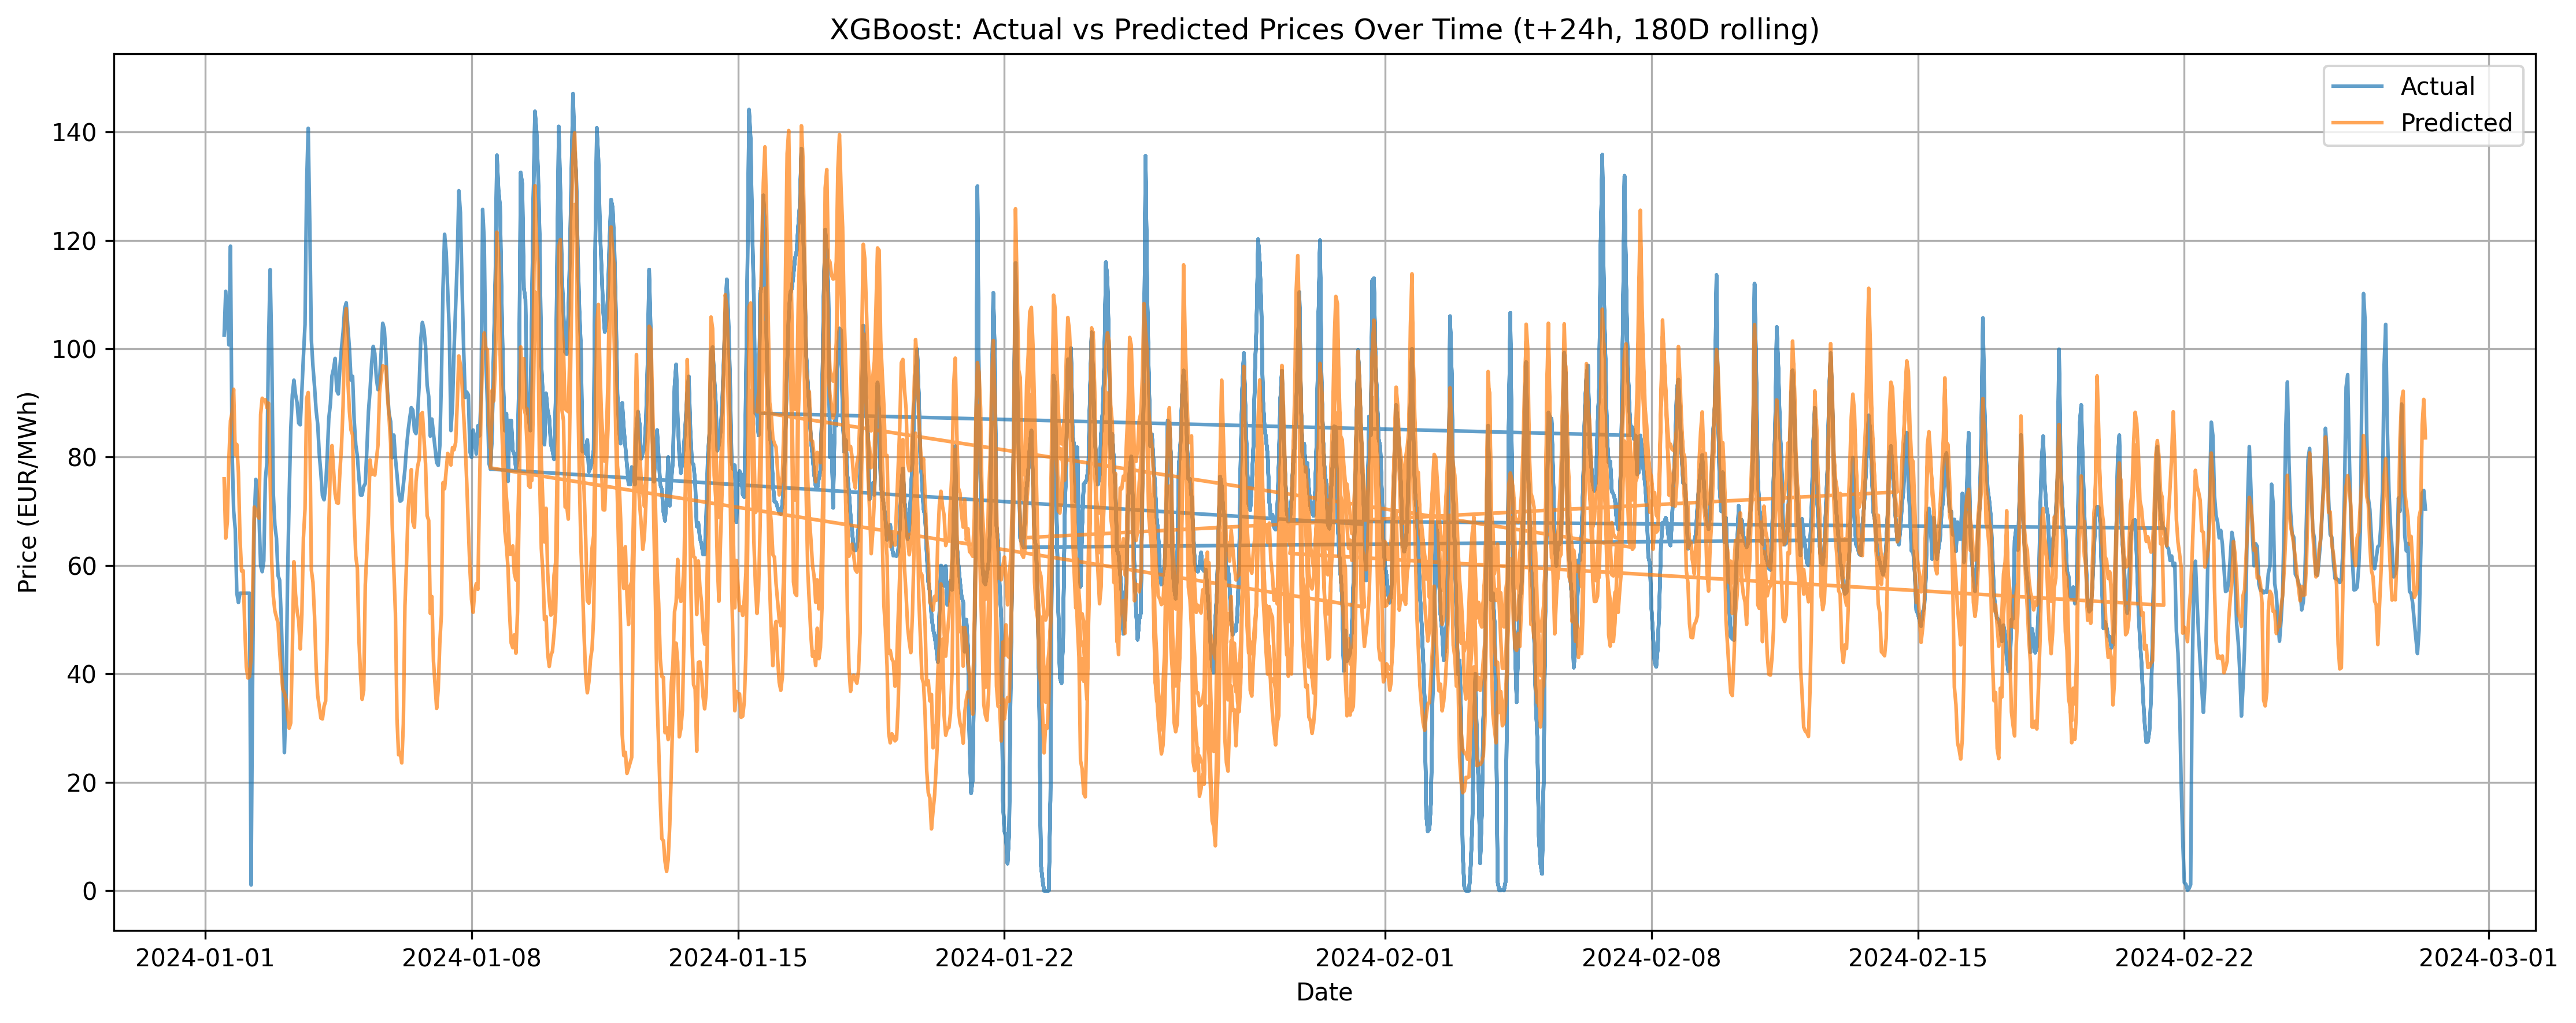 XGBoost: Actual vs Predicted Prices Over Time (t+24h, 180D rolling)
Actual
Predicted
Price (EUR/MWh)
140
120
100
80
60
40
20
0
2024-01-01 2024-01-08 2024-01-15 2024-01-22 2024-02-01 2024-02-08 2024-02-15 2024-02-22 2024-03-01
Date